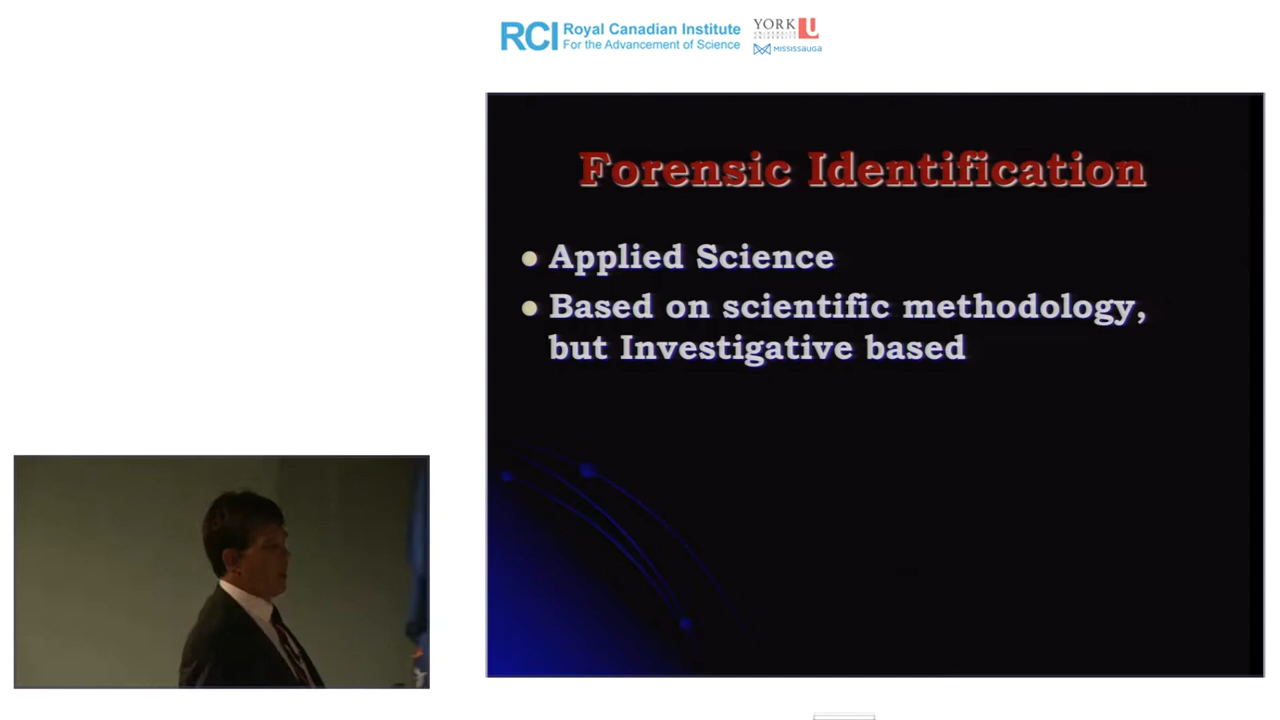 RCI Royal Canadian Institute
For the Advancement of Science
YORK U
MISSISSAUGA
Forensic Identification
• Applied Science
• Based on scientific methodology,
but Investigative based